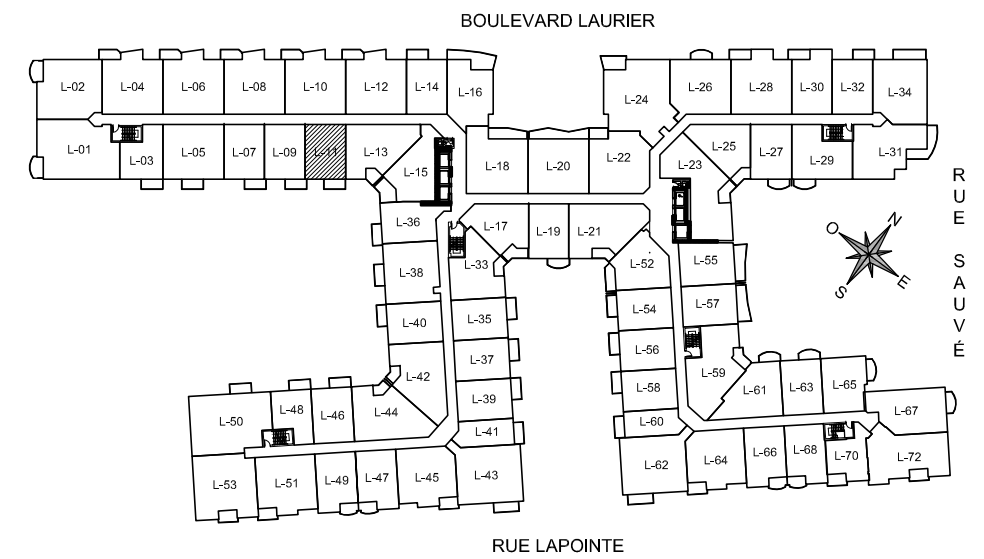 BOULEVARD LAURIER
L-02
L-04
L-06
L-08
L-10
L-12
L-14
L-16
L-24
L-26
L-28
L-30
L-32
L-34
L-01
L-03
L-05
L-07
L-09
L-11
L-13
L-15
L-18
L-20
L-22
L-23
L-25
L-27
L-29
L-31
L-36
L-17
L-19
L-21
L-33
L-38
L-52
L-55
L-40
L-35
L-54
L-57
L-42
L-37
L-56
L-59
L-39
L-58
L-61
L-63
L-65
L-50
L-48
L-46
L-44
L-41
L-60
L-67
L-53
L-51
L-49
L-47
L-45
L-43
L-62
L-64
L-66
L-68
L-70
L-72
N
O
E
S
RUE SAUVÉ
RUE LAPOINTE